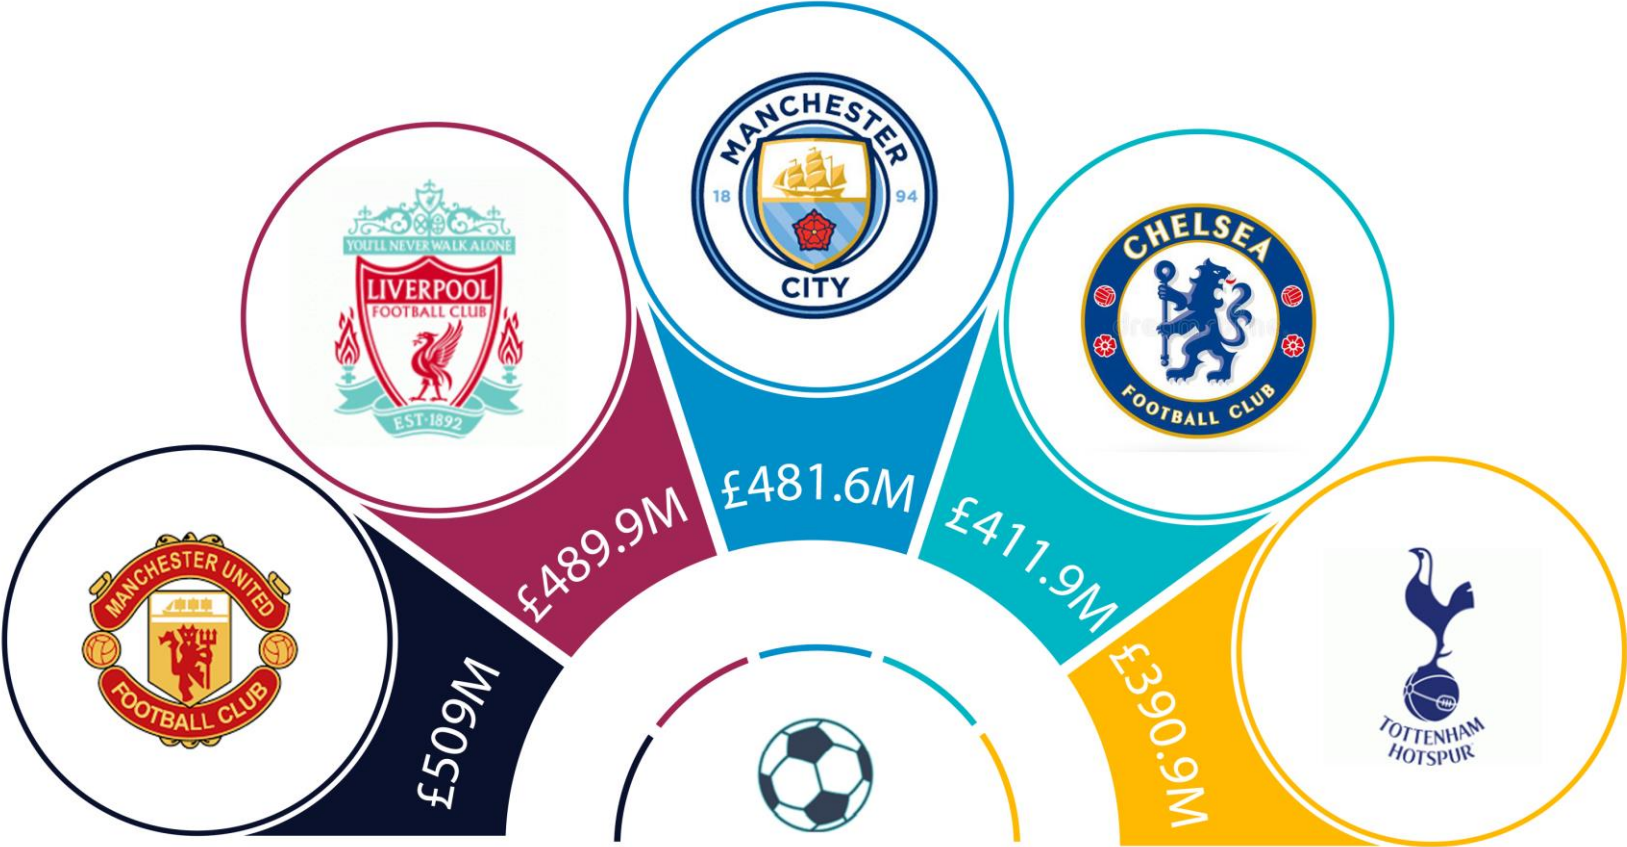 MANCHESTER UNITED
FOOTBALL CLUB
£509M
YOU'LL NEVER WALK ALONE
LIVERPOOL
FOOTBALL CLUB
EST·1892
£489.9M
MANCHESTER
18 94
CITY
£481.6M
CHELSEA
FOOTBALL CLUB
£411.9M
TOTTENHAM
HOTSPUR
£390.9M